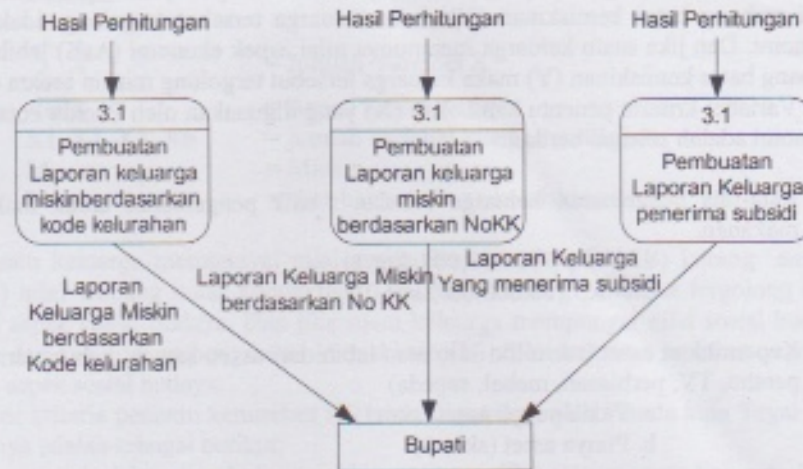 Hasil Perhitungan
Hasil Perhitungan
Hasil Perhitungan
3.1
Pembuatan
Laporan keluarga
miskinberdasarkan
kode kelurahan
3.1
Pembuatan
Laporan keluarga
miskin
berdasarkan NoKK
3.1
Pembuatan
Laporan Keluarga
penerima subsidi
Laporan
Keluarga Miskin
berdasarkan
Kode kelurahan
Laporan Keluarga Miskin
berdasarkan No KK
Laporan Keluarga
Yang menerima subsidi
Bupati